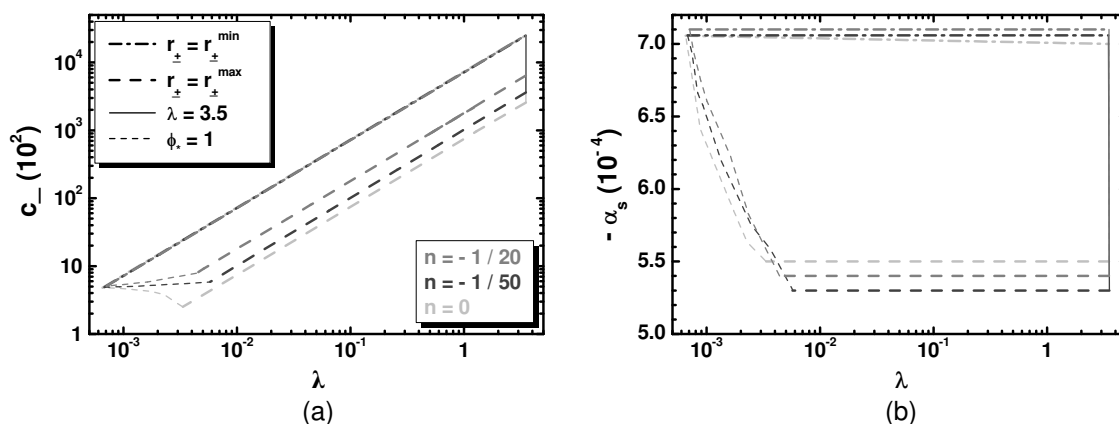 c_ (10²)
10⁴
10³
10²
10
1
r± = r±ᵐⁱⁿ
r± = r±ᵐᵃˣ
λ = 3.5
ϕ* = 1
n = - 1 / 20
n = - 1 / 50
n = 0
10⁻³
10⁻²
10⁻¹
1
λ
(a)
- αₛ (10⁻⁴)
7.0
6.5
6.0
5.5
5.0
10⁻³
10⁻²
10⁻¹
1
λ
(b)